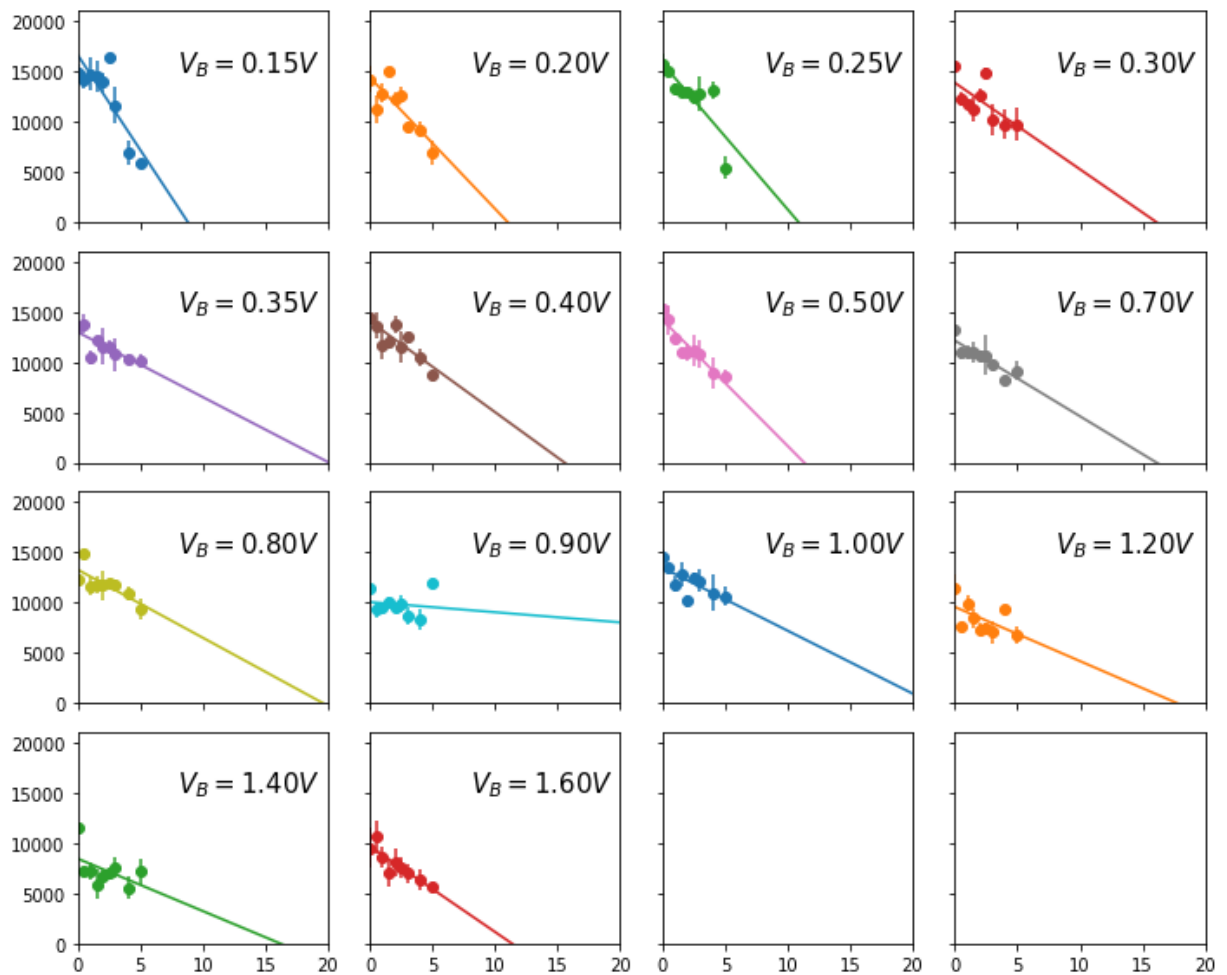 20000
15000
10000
5000
0
V_B = 0.15V
V_B = 0.20V
V_B = 0.25V
V_B = 0.30V
20000
15000
10000
5000
0
V_B = 0.35V
V_B = 0.40V
V_B = 0.50V
V_B = 0.70V
20000
15000
10000
5000
0
V_B = 0.80V
V_B = 0.90V
V_B = 1.00V
V_B = 1.20V
20000
15000
10000
5000
0
V_B = 1.40V
V_B = 1.60V
0 5 10 15 20
0 5 10 15 20
0 5 10 15 20
0 5 10 15 20